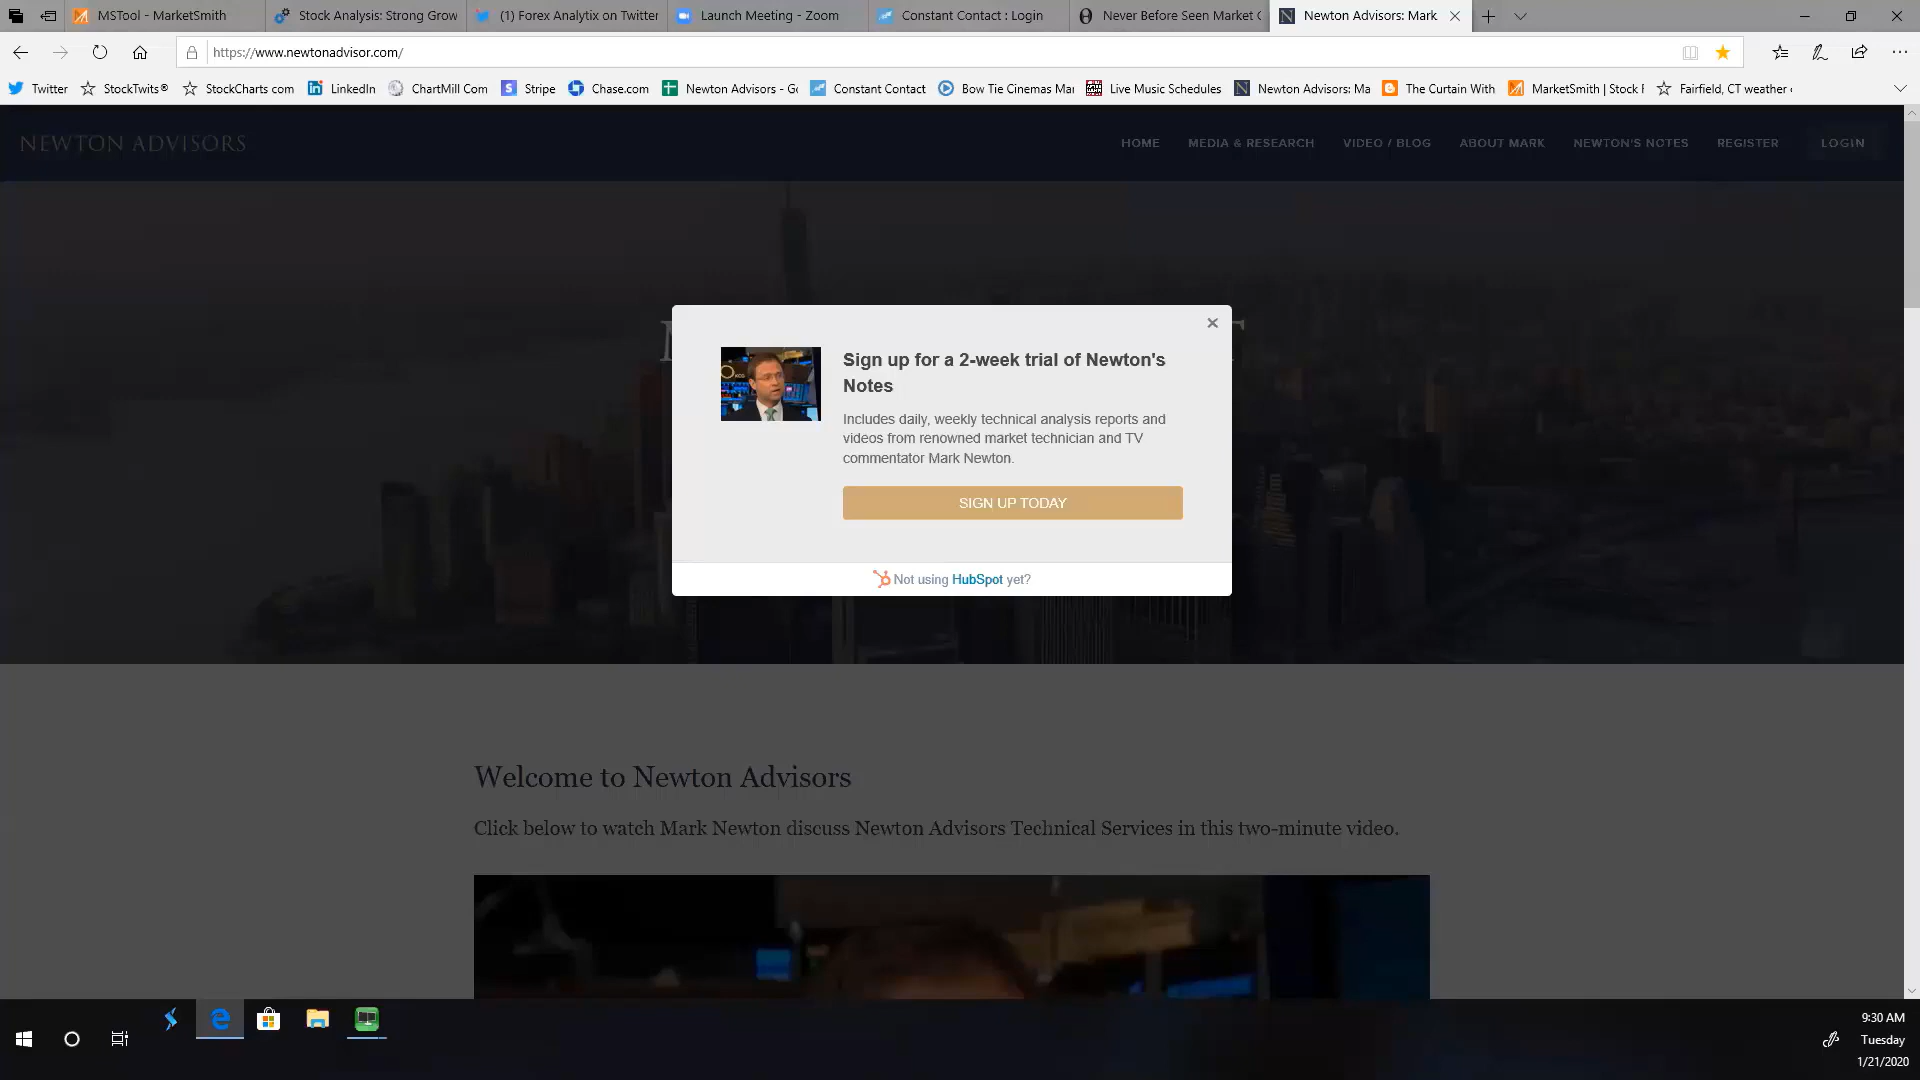 MSTool - MarketSmith
Stock Analysis: Strong Grow
(1) Forex Analytix on Twitter
Launch Meeting - Zoom
Constant Contact : Login
Never Before Seen Market
Newton Advisors: Mark
https://www.newtonadvisor.com/
Twitter
StockTwits®
StockCharts com
LinkedIn
ChartMill Com
Stripe
Chase.com
Newton Advisors - Go
Constant Contact
Bow Tie Cinemas Mar
Live Music Schedules
Newton Advisors: Ma
The Curtain With
MarketSmith | Stock
Fairfield, CT weather
NEWTON ADVISORS
HOME
MEDIA & RESEARCH
VIDEO / BLOG
ABOUT MARK
NEWTON'S NOTES
REGISTER
LOGIN
Sign up for a 2-week trial of Newton's
Notes
Includes daily, weekly technical analysis reports and
videos from renowned market technician and TV
commentator Mark Newton.
SIGN UP TODAY
Not using HubSpot yet?
Welcome to Newton Advisors
Click below to watch Mark Newton discuss Newton Advisors Technical Services in this two-minute video.
9:30 AM
Tuesday
1/21/2020